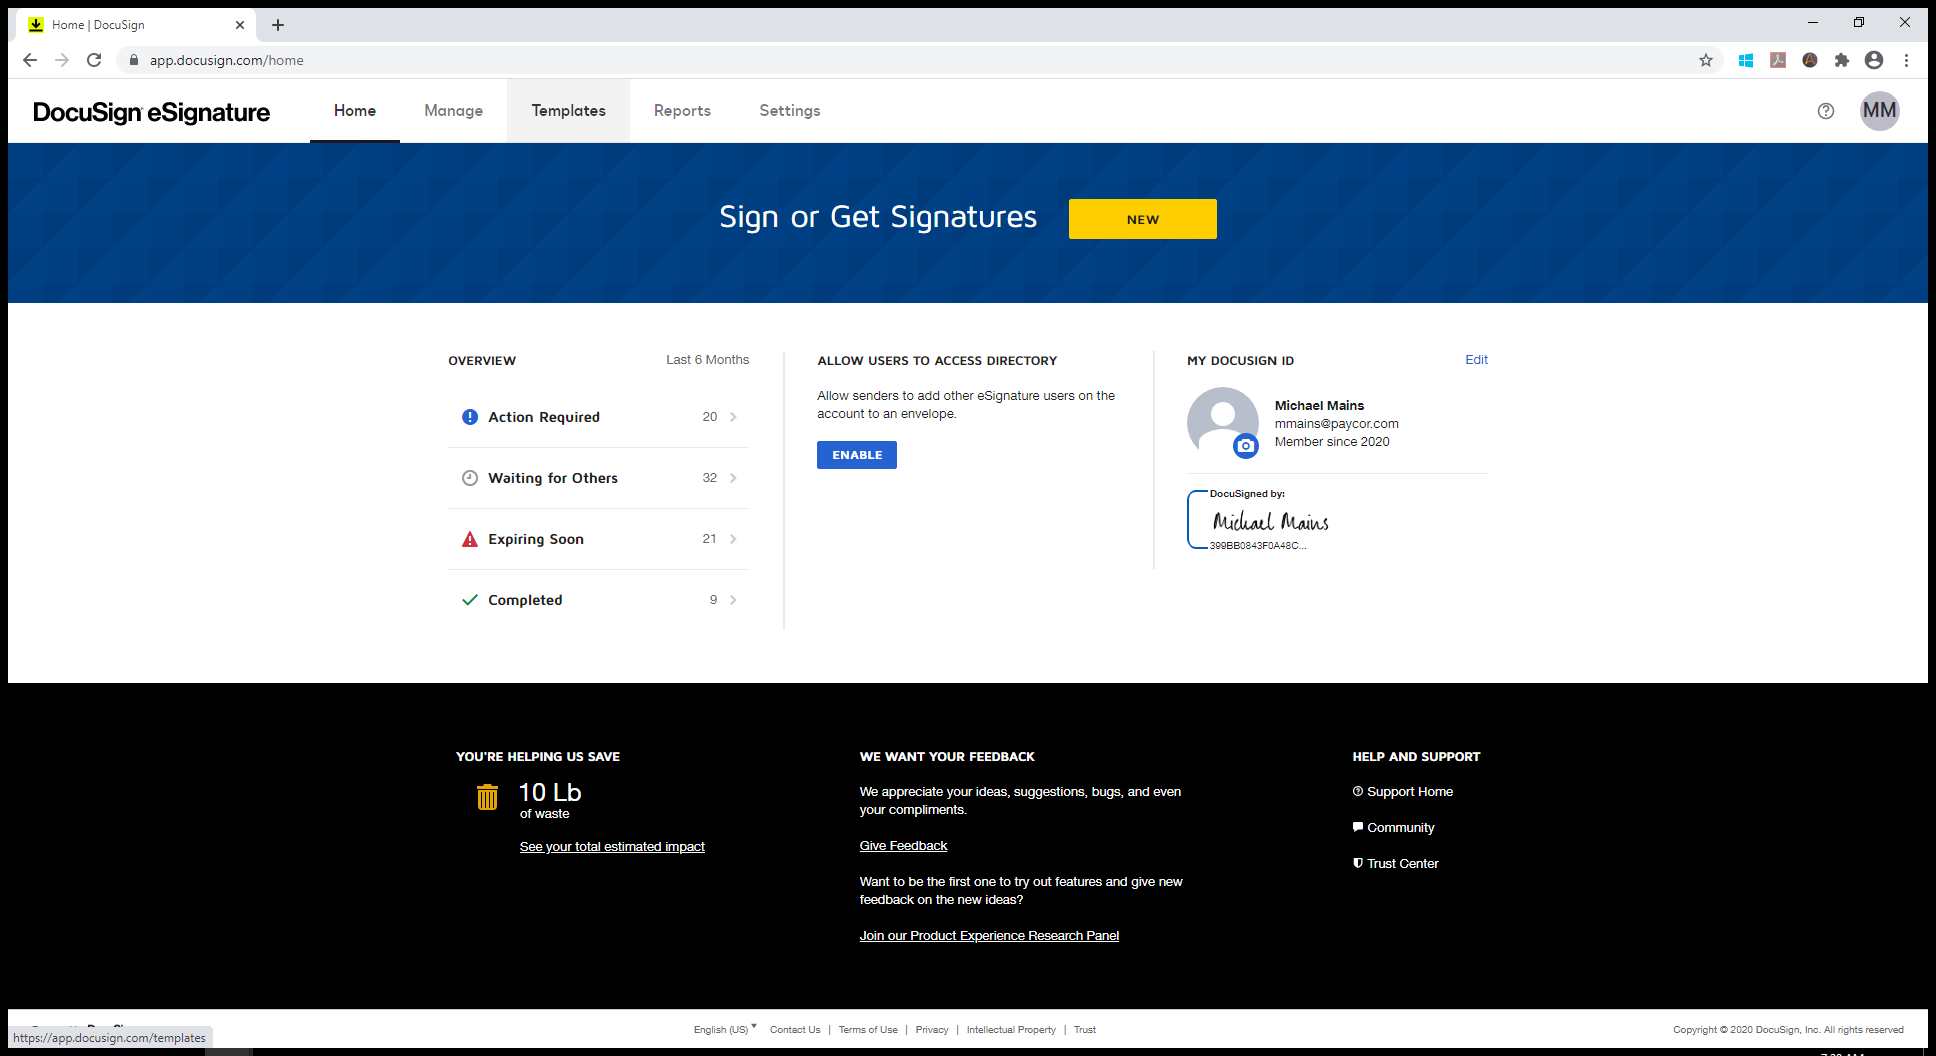 Home | DocuSign
app.docusign.com/home
DocuSign eSignature
Home
Manage
Templates
Reports
Settings
MM
Sign or Get Signatures
NEW
OVERVIEW
Last 6 Months
Action Required
20
Waiting for Others
32
Expiring Soon
21
Completed
9
ALLOW USERS TO ACCESS DIRECTORY
Allow senders to add other eSignature users on the
account to an envelope.
ENABLE
MY DOCUSIGN ID
Edit
Michael Mains
mmains@paycor.com
Member since 2020
DocuSigned by:
Michael Mains
399BB0843F0A48C...
YOU'RE HELPING US SAVE
10 Lb
of waste
See your total estimated impact
WE WANT YOUR FEEDBACK
We appreciate your ideas, suggestions, bugs, and even
your compliments.
Give Feedback
Want to be the first one to try out features and give new
feedback on the new ideas?
Join our Product Experience Research Panel
HELP AND SUPPORT
Support Home
Community
Trust Center
https://app.docusign.com/templates
English (US)
Contact Us | Terms of Use | Privacy | Intellectual Property | Trust
Copyright © 2020 DocuSign, Inc. All rights reserved